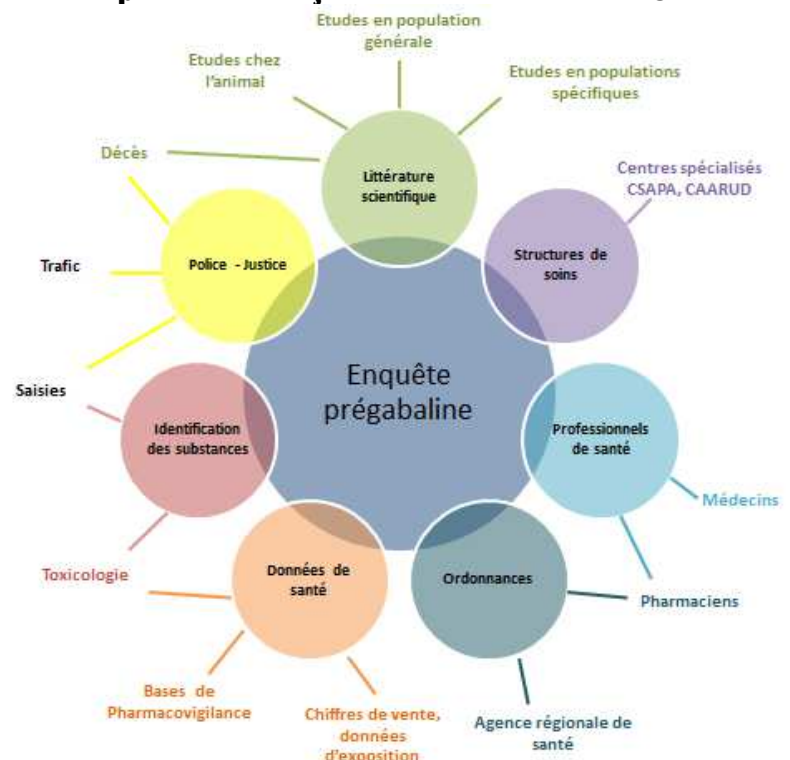 Etudes en population
générale
Etudes chez
l'animal
Etudes en populations
spécifiques
Décès
Littérature
scientifique
Centres spécialisés
CSAPA, CAARUD
Trafic
Police - Justice
Structures de
soins
Enquête
prégabaline
Saisies
Identification
des substances
Professionnels
de santé
Médecins
Toxicologie
Données de
santé
Ordonnances
Pharmaciens
Bases de
Pharmacovigilance
Chiffres de vente,
données
d'exposition
Agence régionale de
santé